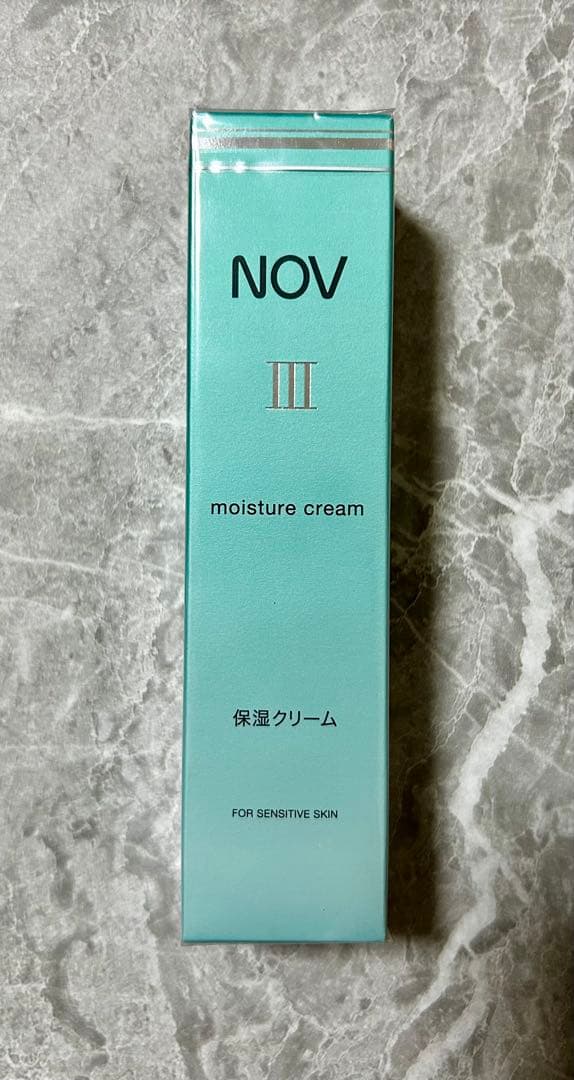 NOV
III
moisture cream
保湿クリーム
FOR SENSITIVE SKIN